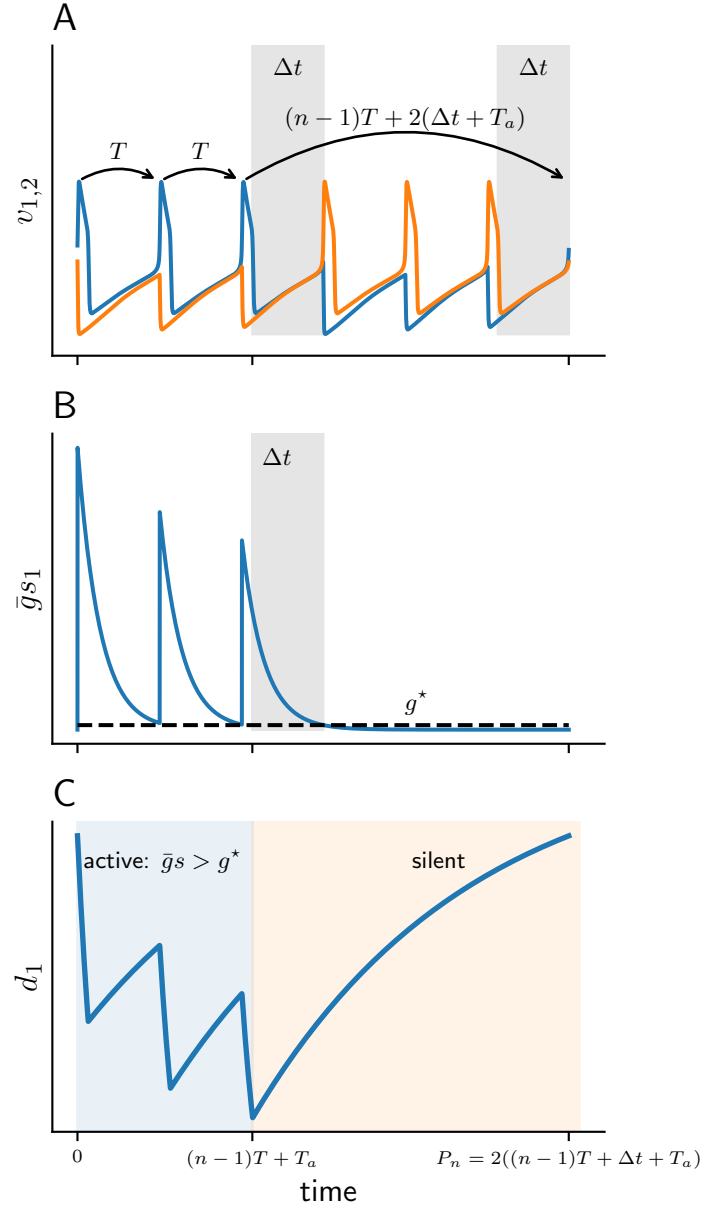 A
Δt
Δt
(n − 1)T + 2(Δt + T_a)
T
T
v_{1,2}
B
Δt
ḡs_1
g^⋆
C
active: ḡs > g^⋆
silent
d_1
0
(n − 1)T + T_a
P_n = 2((n − 1)T + Δt + T_a)
time